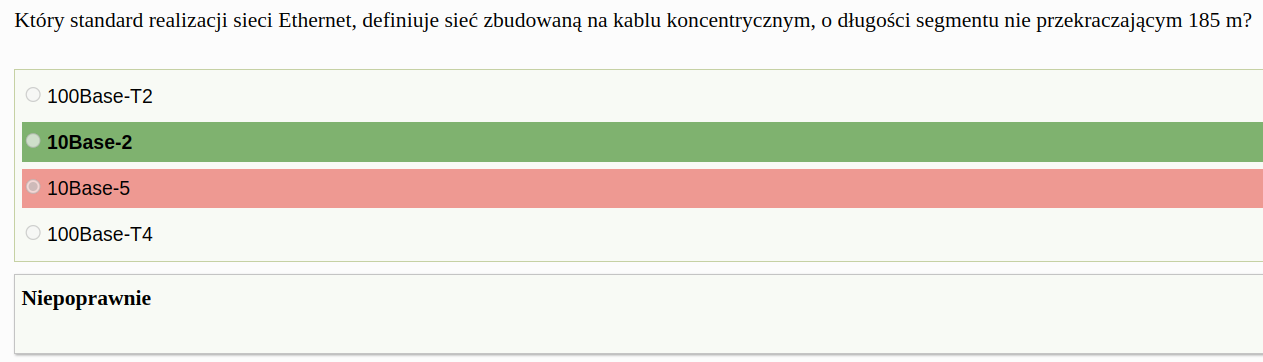 Który standard realizacji sieci Ethernet, definiuje sieć zbudowaną na kablu koncentrycznym, o długości segmentu nie przekraczającym 185 m?
100Base-T2
10Base-2
10Base-5
100Base-T4
Niepoprawnie